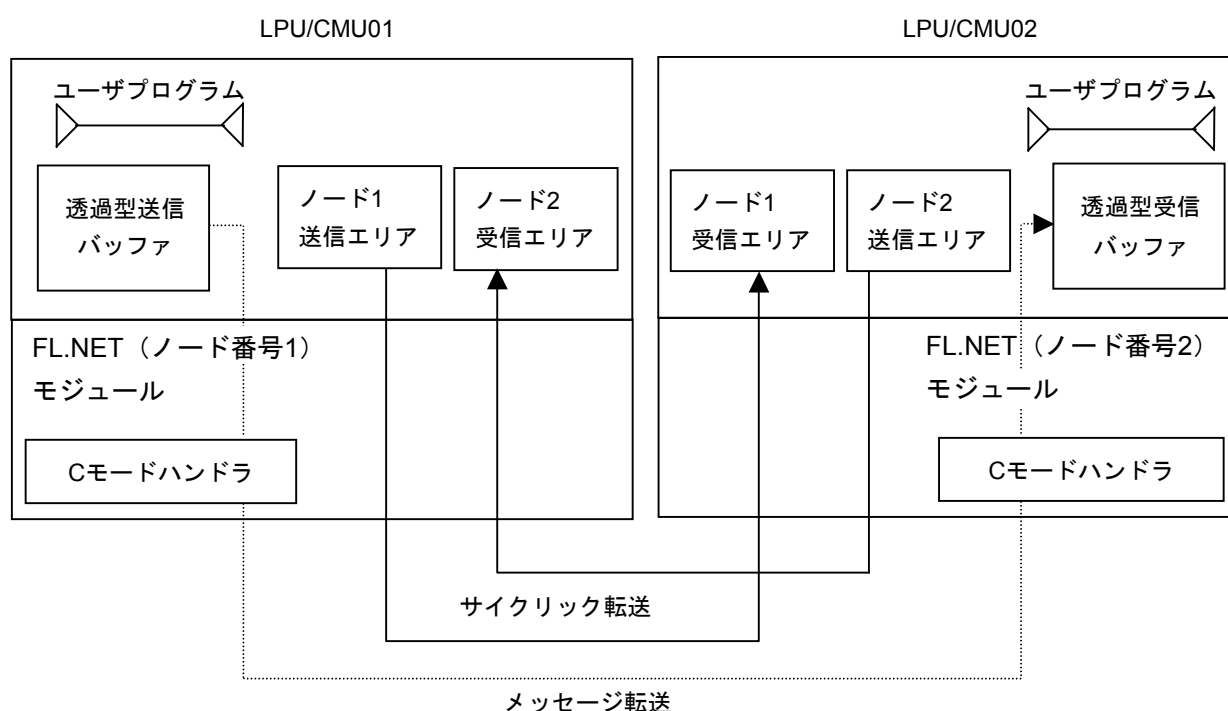 LPU/CMU01
ユーザプログラム
透過型送信
バッファ
ノード1
送信エリア
ノード2
受信エリア
FL.NET（ノード番号1）
モジュール
Cモードハンドラ
LPU/CMU02
ユーザプログラム
ノード1
受信エリア
ノード2
送信エリア
透過型受信
バッファ
FL.NET（ノード番号2）
モジュール
Cモードハンドラ
サイクリック転送
メッセージ転送